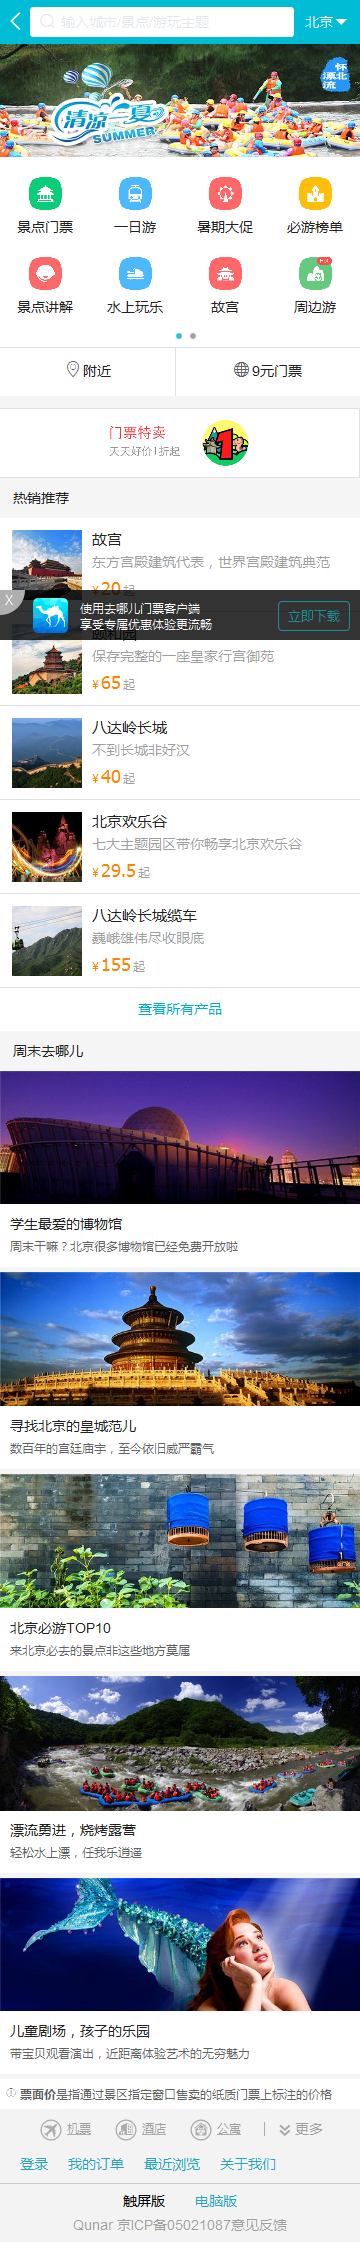 输入城市/景点/游玩主题
北京
怀北漂流
清凉一夏
SUMMER
景点门票
一日游
暑期大促
必游榜单
景点讲解
水上玩乐
故宫
周边游
附近
9元门票
门票特卖
天天好价1折起
热销推荐
故宫
东方宫殿建筑代表，世界宫殿建筑典范
¥20起
X
使用去哪儿门票客户端
享受专属优惠体验更流畅
立即下载
颐和园
保存完整的一座皇家行宫御苑
¥65起
八达岭长城
不到长城非好汉
¥40起
北京欢乐谷
七大主题园区带你畅享北京欢乐谷
¥29.5起
八达岭长城缆车
巍峨雄伟尽收眼底
¥155起
查看所有产品
周末去哪儿
学生最爱的博物馆
周末干嘛？北京很多博物馆已经免费开放啦
寻找北京的皇城范儿
数百年的宫廷庙宇，至今依旧威严霸气
北京必游TOP10
来北京必去的景点非这些地方莫属
漂流勇进，烧烤露营
轻松水上漂，任我乐逍遥
儿童剧场，孩子的乐园
带宝贝观看演出，近距离体验艺术的无穷魅力
票面价是指通过景区指定窗口售卖的纸质门票上标注的价格
机票
酒店
公寓
更多
登录
我的订单
最近浏览
关于我们
触屏版
电脑版
Qunar 京ICP备05021087意见反馈